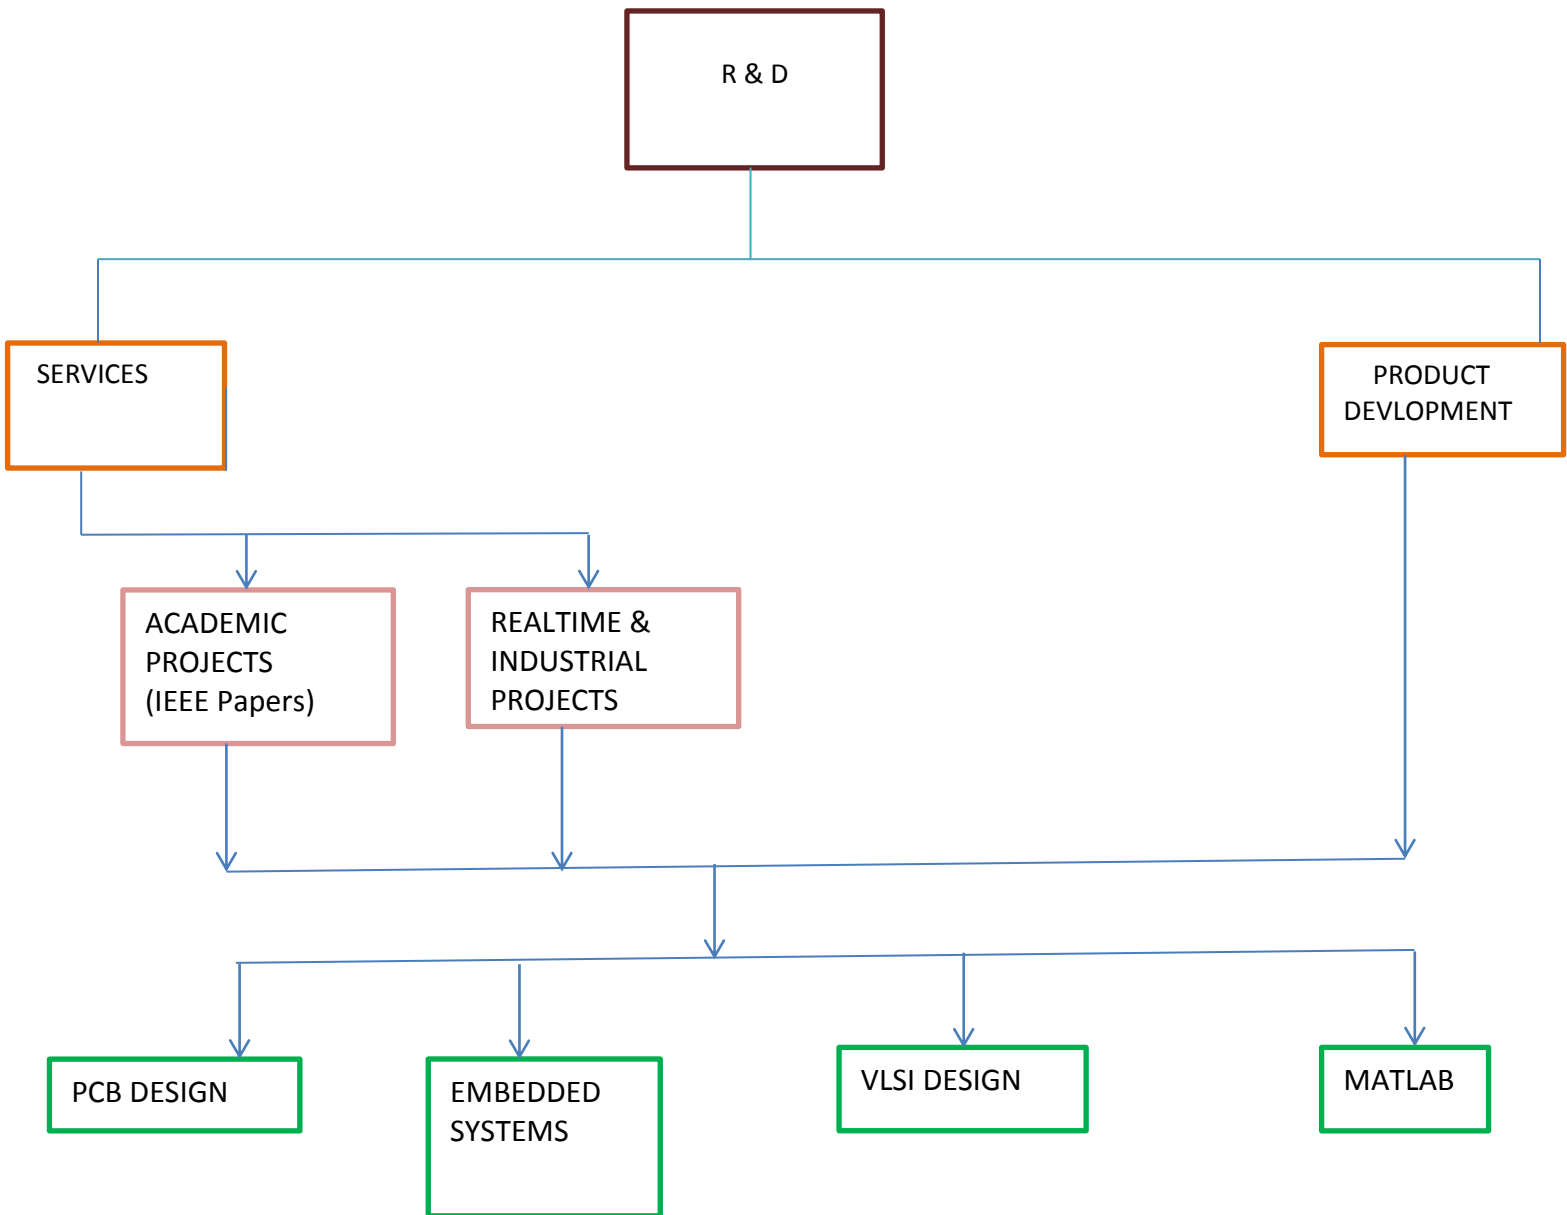 R & D
SERVICES
PRODUCT
DEVLOPMENT
ACADEMIC
PROJECTS
(IEEE Papers)
REALTIME &
INDUSTRIAL
PROJECTS
PCB DESIGN
EMBEDDED
SYSTEMS
VLSI DESIGN
MATLAB